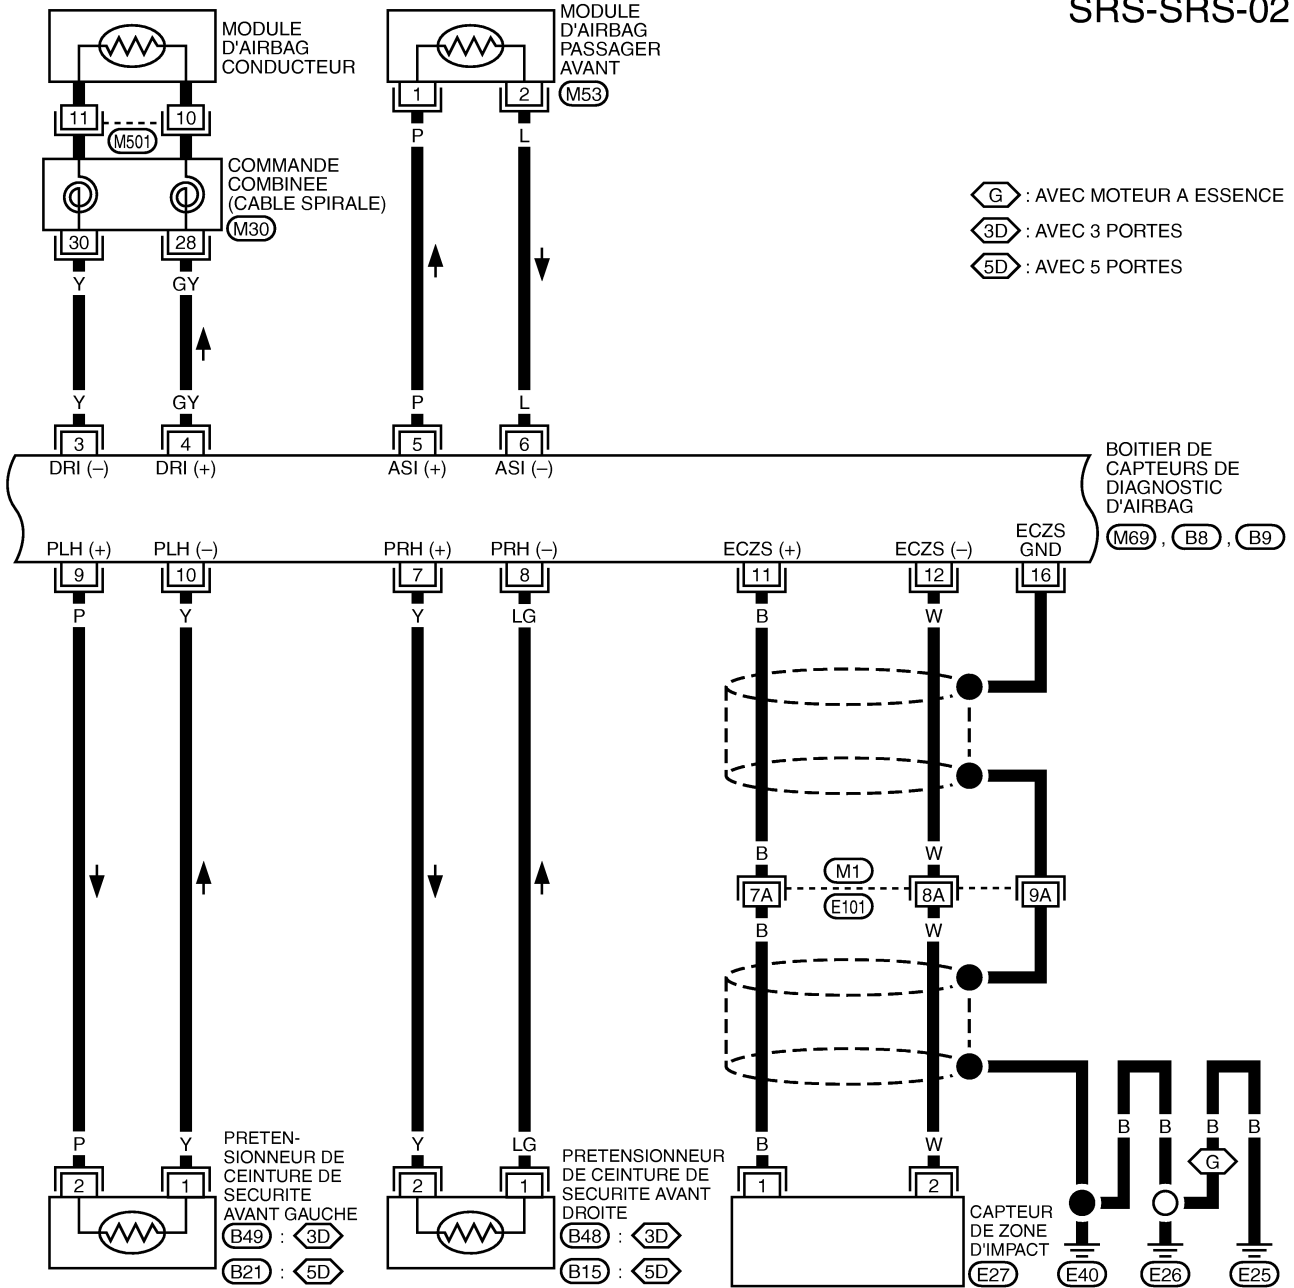 SRS-SRS-02
MODULE
D'AIRBAG
CONDUCTEUR
MODULE
D'AIRBAG
PASSAGER
AVANT
1 2 M53
11 10
M501
P L
COMMANDE
COMBINEE
(CABLE SPIRALE)
M30
G : AVEC MOTEUR A ESSENCE
3D : AVEC 3 PORTES
5D : AVEC 5 PORTES
30 28
Y GY
Y GY P L
3 4 5 6
DRI (–) DRI (+) ASI (+) ASI (–)
BOITIER DE
CAPTEURS DE
DIAGNOSTIC
D'AIRBAG
M69 , B8 , B9
PLH (+) PLH (–) PRH (+) PRH (–) ECZS (+) ECZS (–) ECZS
GND
9 10 7 8 11 12 16
P Y Y LG B W
B W
M1
7A 8A 9A
E101
B W
B B B B
G
P Y Y LG B W
2 1 2 1 1 2
PRETEN-
SIONNEUR DE
CEINTURE DE
SECURITE
AVANT GAUCHE
B49 : 3D
B21 : 5D
PRETENSIONNEUR
DE CEINTURE DE
SECURITE AVANT
DROITE
B48 : 3D
B15 : 5D
CAPTEUR
DE ZONE
D'IMPACT
E27 E40 E26 E25